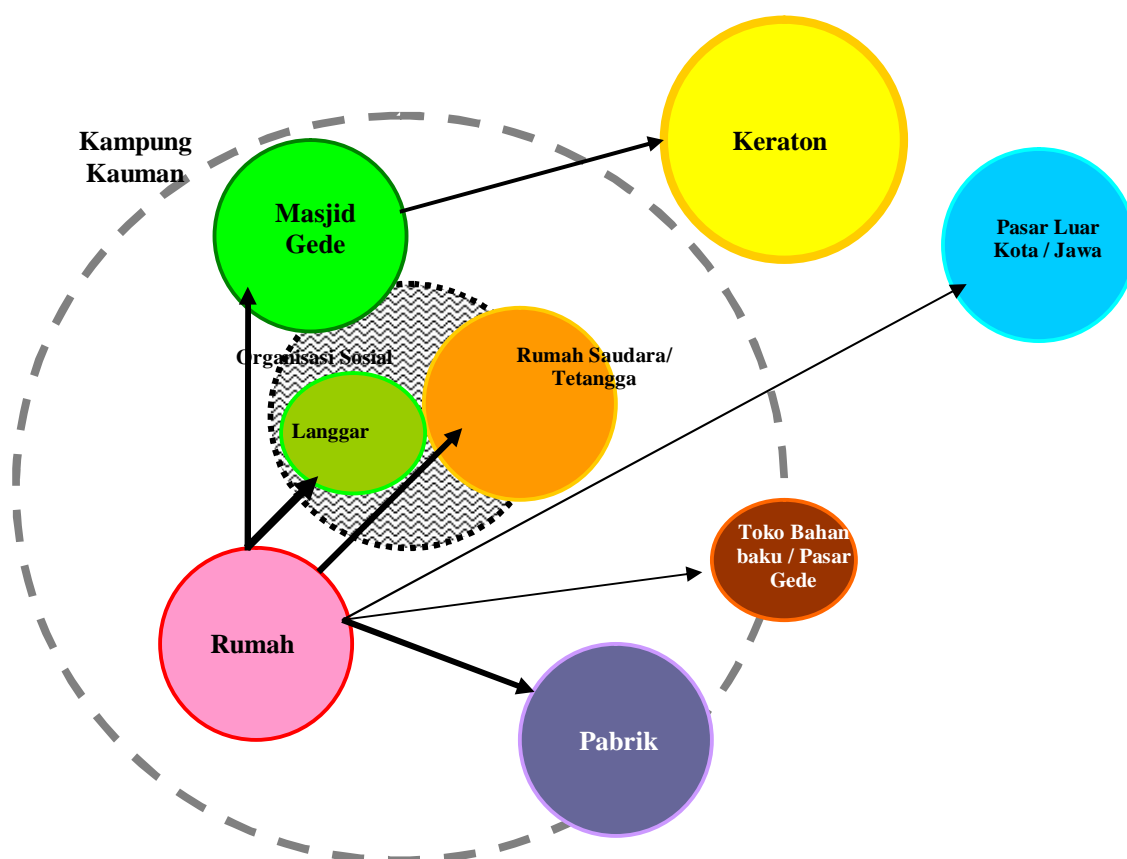 Kampung
Kauman
Masjid
Gede
Keraton
Pasar Luar
Kota / Jawa
Organisasi Sosial
Rumah Saudara/
Tetangga
Langgar
Toko Bahan
baku / Pasar
Gede
Rumah
Pabrik